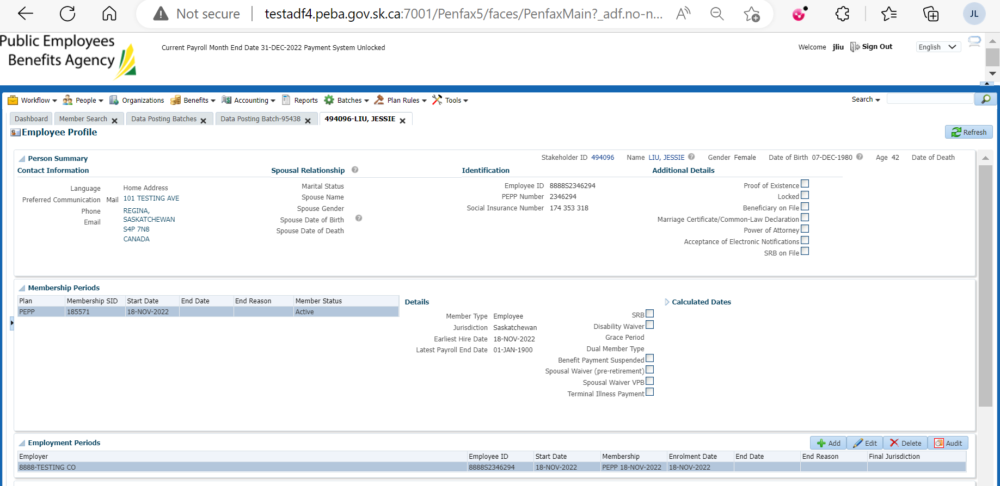 Not secure testadf4.peba.gov.sk.ca:7001/Penfax5/faces/PenfaxMain?_adf.no-n... A JL
Public Employees
Benefits Agency
Current Payroll Month End Date 31-DEC-2022 Payment System Unlocked
Welcome jliu Sign Out English
Workflow People Organizations Benefits Accounting Reports Batches Plan Rules Tools Search
Dashboard Member Search Data Posting Batches Data Posting Batch-95438 494096-LIU, JESSIE
Employee Profile Refresh
Person Summary Stakeholder ID 494096 Name LIU, JESSIE Gender Female Date of Birth 07-DEC-1980 Age 42 Date of Death
Contact Information
Language
Preferred Communication Mail
Phone
Email
Home Address
101 TESTING AVE
REGINA,
SASKATCHEWAN
S4P 7N8
CANADA
Spousal Relationship
Marital Status
Spouse Name
Spouse Gender
Spouse Date of Birth
Spouse Date of Death
Identification
Employee ID 8888S2346294
PEPP Number 2346294
Social Insurance Number 174 353 318
Additional Details
Proof of Existence
Locked
Beneficiary on File
Marriage Certificate/Common-Law Declaration
Power of Attorney
Acceptance of Electronic Notifications
SRB on File
Membership Periods
Plan Membership SID Start Date End Date End Reason Member Status
PEPP 185571 18-NOV-2022 Active
Details
Member Type Employee
Jurisdiction Saskatchewan
Earliest Hire Date 18-NOV-2022
Latest Payroll End Date 01-JAN-1900
SRB
Disability Waiver
Grace Period
Dual Member Type
Benefit Payment Suspended
Spousal Waiver (pre-retirement)
Spousal Waiver VPB
Terminal Illness Payment
Calculated Dates
Employment Periods Add Edit Delete Audit
Employer Employee ID Start Date Membership Enrolment Date End Date End Reason Final Jurisdiction
8888-TESTING CO 8888S2346294 18-NOV-2022 PEPP 18-NOV-2022 18-NOV-2022